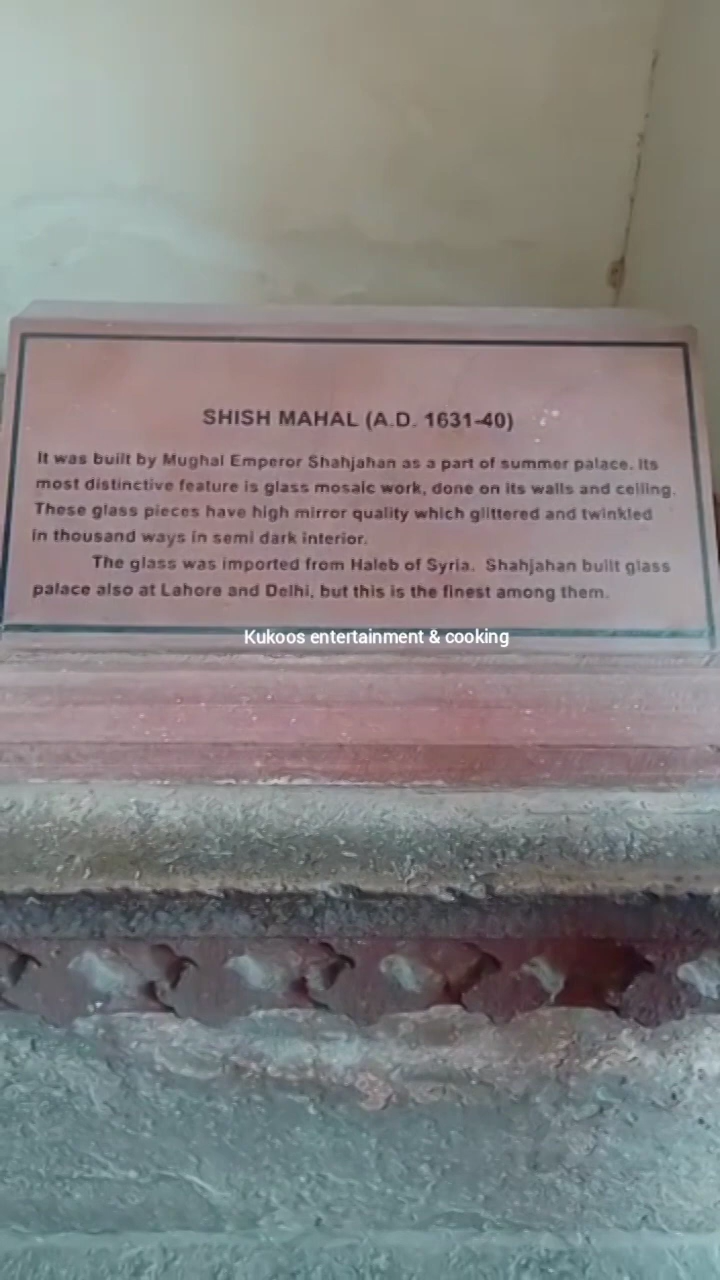 SHISH MAHAL (A.D. 1631-40)
It was built by Mughal Emperor Shahjahan as a part of summer palace. Its
most distinctive feature is glass mosaic work, done on its walls and ceiling.
These glass pieces have high mirror quality which glittered and twinkled
in thousand ways in semi dark interior.
The glass was imported from Haleb of Syria. Shahjahan built glass
palace also at Lahore and Delhi, but this is the finest among them.
Kukoos entertainment & cooking